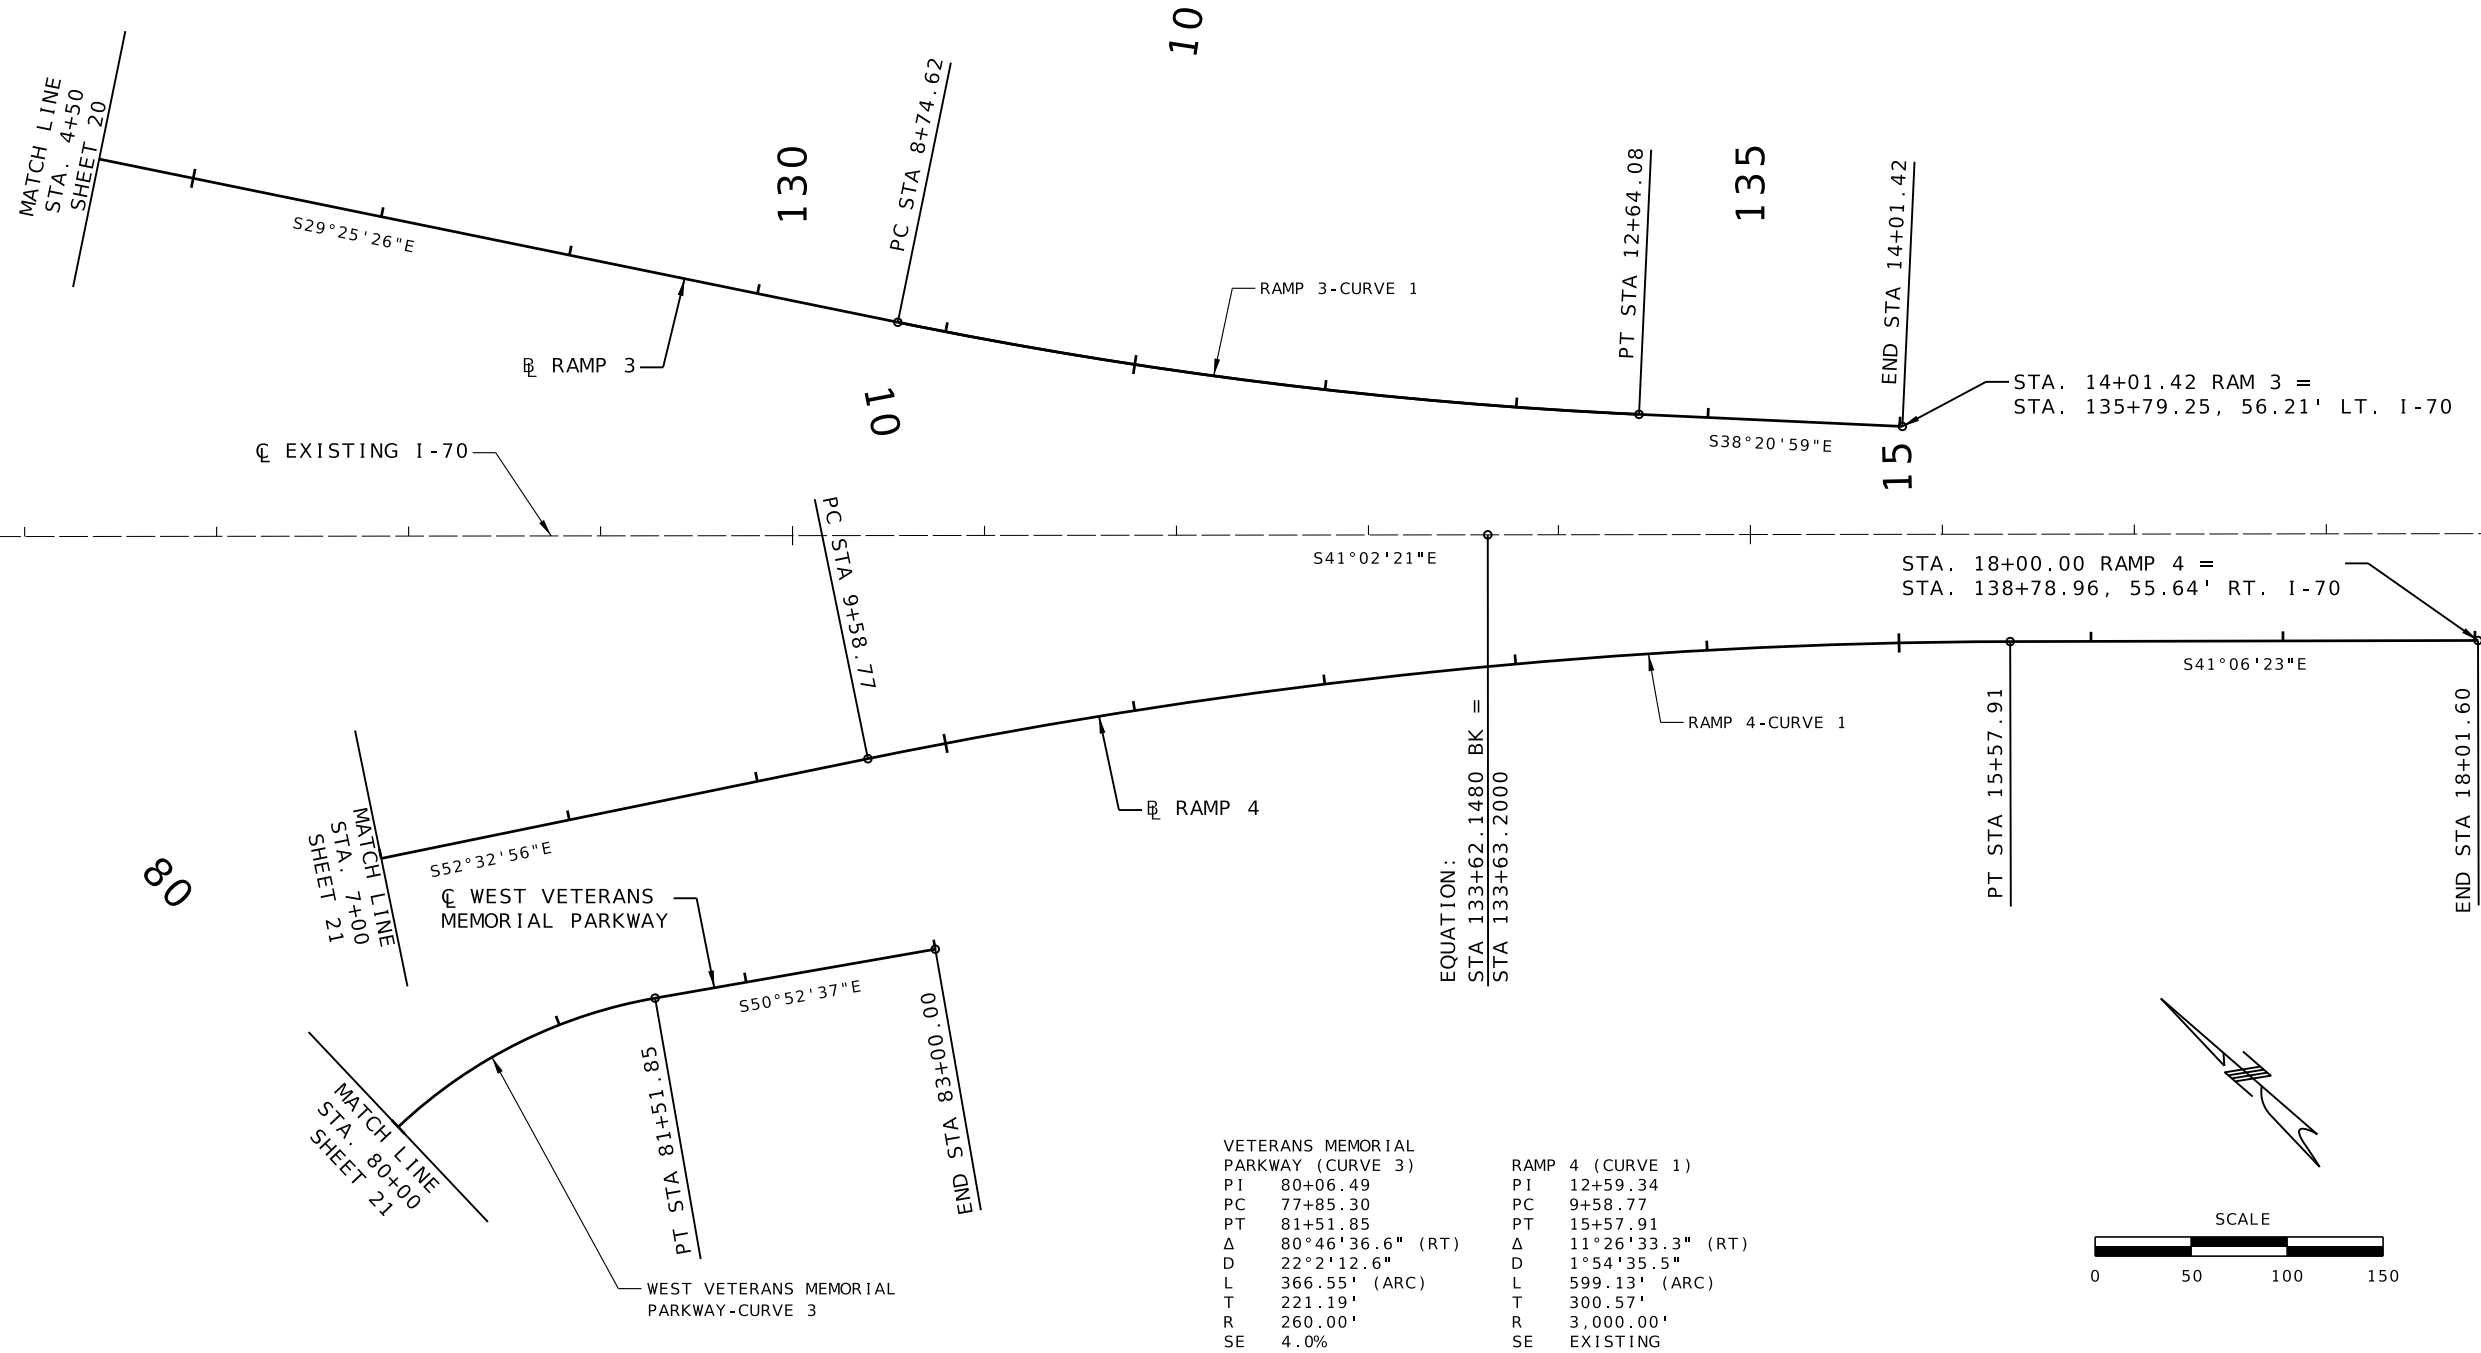 MATCH LINE
STA. 4+50
SHEET 20
S29°25'26"E
130
PC STA 8+74.62
10
135
PT STA 12+64.08
END STA 14+01.42
RAMP 3-CURVE 1
℄ EXISTING I-70
B̲L RAMP 3
10
STA. 14+01.42 RAM 3 =
STA. 135+79.25, 56.21' LT. I-70
S38°20'59"E
15
PC STA 9+58.77
S41°02'21"E
STA. 18+00.00 RAMP 4 =
STA. 138+78.96, 55.64' RT. I-70
S41°06'23"E
RAMP 4-CURVE 1
BL RAMP 4
EQUATION:
STA 133+62.1480 BK =
STA 133+63.2000
PT STA 15+57.91
END STA 18+01.60
80
MATCH LINE
STA. 7+00
SHEET 21
S52°32'56"E
℄ WEST VETERANS
MEMORIAL PARKWAY
S50°52'37"E
MATCH LINE
STA. 80+00
SHEET 21
PT STA 81+51.85
END STA 83+00.00
WEST VETERANS MEMORIAL
PARKWAY-CURVE 3
VETERANS MEMORIAL
PARKWAY (CURVE 3)
PI 80+06.49
PC 77+85.30
PT 81+51.85
Δ 80°46'36.6" (RT)
D 22°2'12.6"
L 366.55' (ARC)
T 221.19'
R 260.00'
SE 4.0%
RAMP 4 (CURVE 1)
PI 12+59.34
PC 9+58.77
PT 15+57.91
Δ 11°26'33.3" (RT)
D 1°54'35.5"
L 599.13' (ARC)
T 300.57'
R 3,000.00'
SE EXISTING
SCALE
0 50 100 150